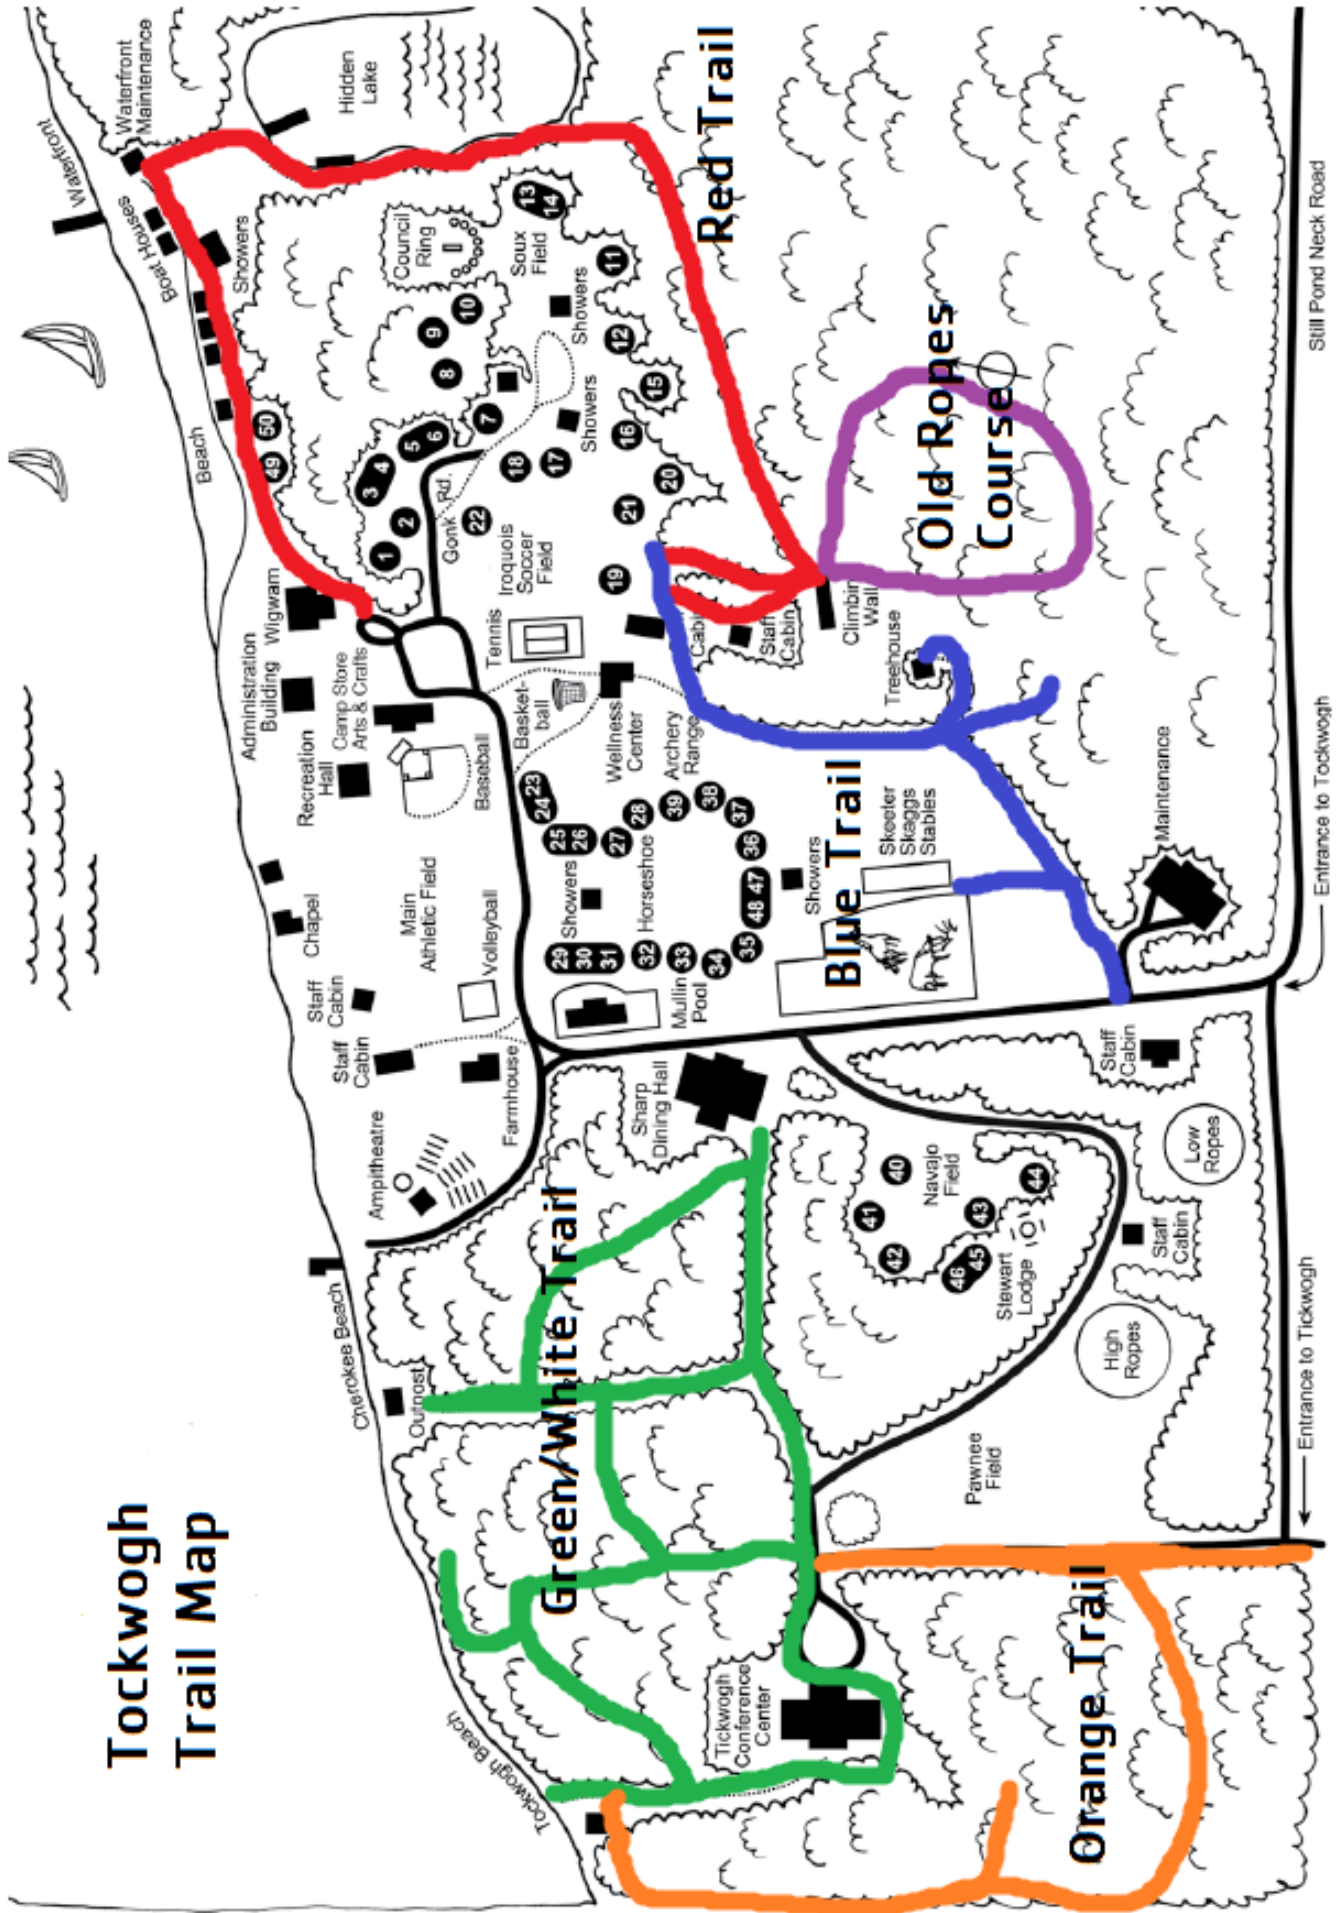 Tockwogh
Trail Map
Waterfront
Waterfront
Maintenance
Boat Houses
Beach
Showers
Hidden
Lake
Administration
Building
Wigwam
Recreation
Hall
Camp Store
Arts & Crafts
Chapel
Staff
Cabin
Staff
Cabin
Main
Athletic Field
Baseball
Volleyball
Farmhouse
Ampitheatre
Cherokee Beach
Outpost
Tockwogh Beach
49
50
1
2
3
4
5
6
7
8
9
10
Council
Ring
Gonk Rd.
22
18
17
Soux
Field
13
14
11
12
Showers
Showers
15
16
20
21
19
Iroquois
Soccer
Field
Tennis
Basket-
ball
Wellness
Center
Archery
Range
Cabi
Staff
Cabin
Climbin
Wall
Treehouse
Red Trail
Old Ropes
Course
23
24
25
26
27
28
39
38
37
36
47
48
35
34
33
32
31
30
29
Showers
Horseshoe
Mullin
Pool
Showers
Skeeter
Skaggs
Stables
Blue Trail
Maintenance
Sharp
Dining Hall
Green/White Trail
Navajo
Field
40
41
42
43
44
45
46
Stewart
Lodge
Staff
Cabin
Low
Ropes
Staff
Cabin
High
Ropes
Pawnee
Field
Tickwogh
Conference
Center
Orange Trail
Entrance to Tickwogh
Entrance to Tockwogh
Still Pond Neck Road